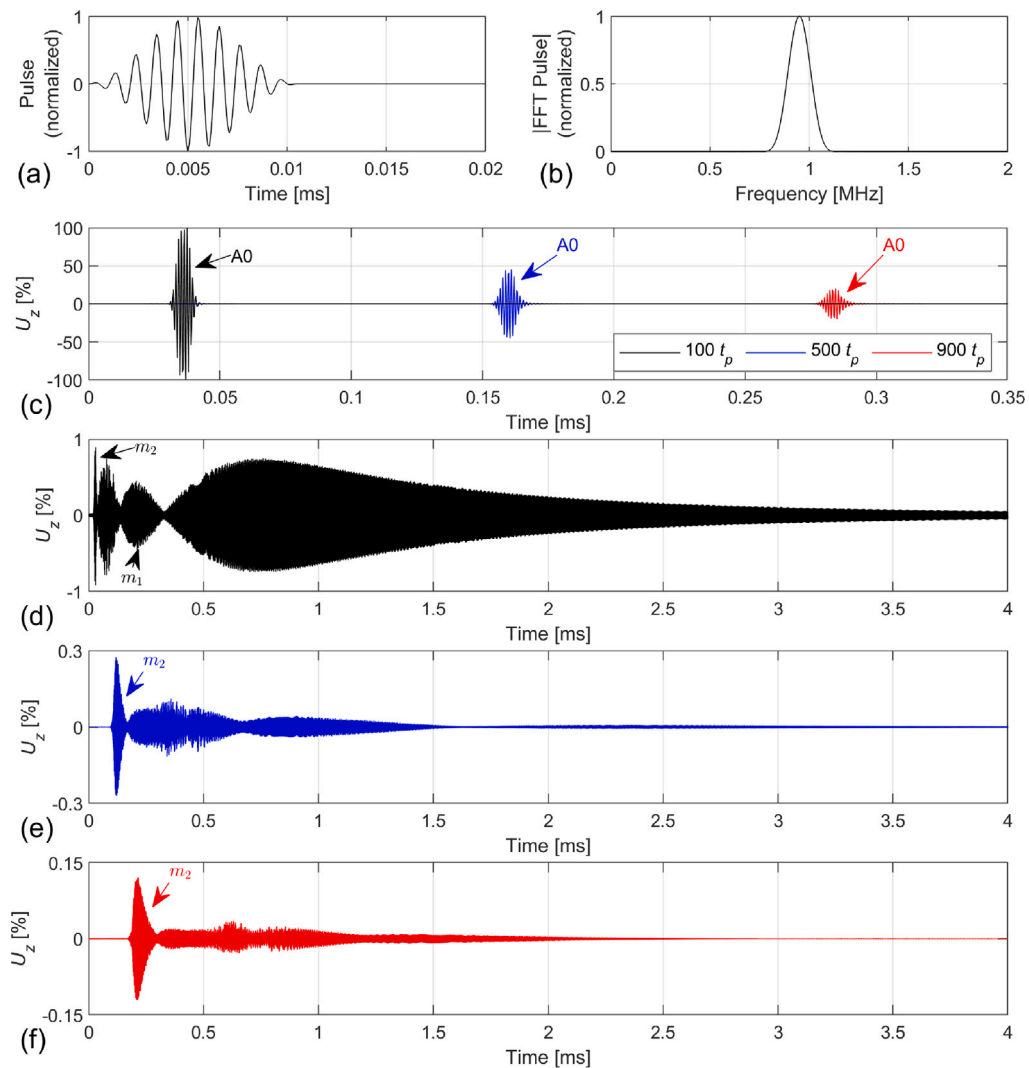 Pulse
(normalized)
1
0
-1
0
0.005
0.01
0.015
0.02
(a)
Time [ms]
|FFT Pulse|
(normalized)
1
0.5
0
0
0.5
1
1.5
2
(b)
Frequency [MHz]
U_z [%]
100
50
0
-50
-100
A0
A0
A0
100 t_p
500 t_p
900 t_p
0
0.05
0.1
0.15
0.2
0.25
0.3
0.35
(c)
Time [ms]
U_z [%]
1
0
-1
m_2
m_1
0
0.5
1
1.5
2
2.5
3
3.5
4
(d)
Time [ms]
U_z [%]
0.3
0
-0.3
m_2
0
0.5
1
1.5
2
2.5
3
3.5
4
(e)
Time [ms]
U_z [%]
0.15
0
-0.15
m_2
0
0.5
1
1.5
2
2.5
3
3.5
4
(f)
Time [ms]